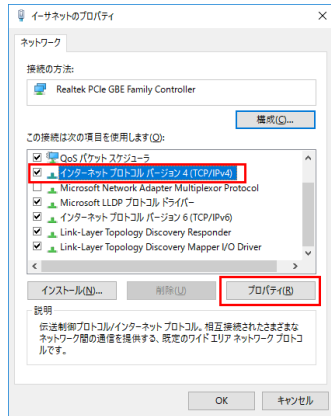 イーサネットのプロパティ
ネットワーク
接続の方法:
Realtek PCIe GBE Family Controller
構成(C)...
この接続は次の項目を使用します(O):
QoS パケット スケジューラ
インターネット プロトコル バージョン 4 (TCP/IPv4)
Microsoft Network Adapter Multiplexor Protocol
Microsoft LLDP プロトコル ドライバー
インターネット プロトコル バージョン 6 (TCP/IPv6)
Link-Layer Topology Discovery Responder
Link-Layer Topology Discovery Mapper I/O Driver
インストール(N)...
削除(U)
プロパティ(R)
説明
伝送制御プロトコル/インターネット プロトコル。相互接続されたさまざまな
ネットワーク間の通信を提供する、既定のワイド エリア ネットワーク プロトコ
ルです。
OK
キャンセル